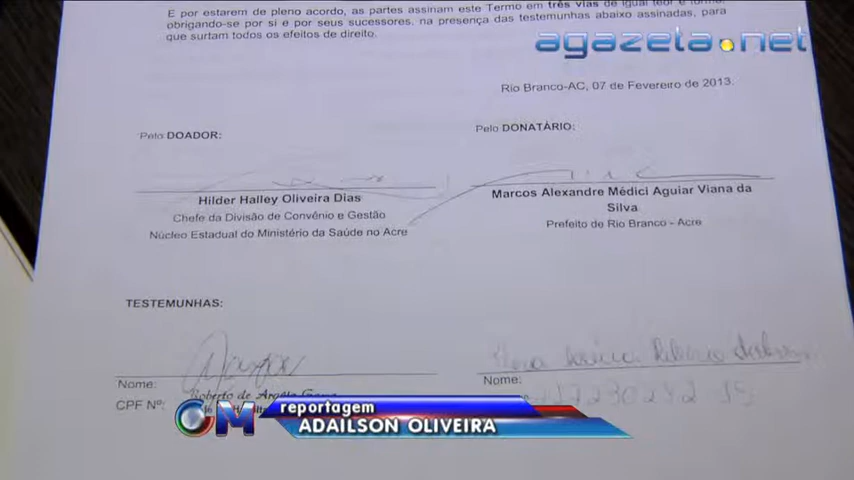 E por estarem de pleno acordo, as partes assinam este Termo em três vias de igual teor e forma,
obrigando-se por si e por seus sucessores, na presença das testemunhas abaixo assinadas, para
que surtam todos os efeitos de direito.
agazeta.net
Rio Branco-AC, 07 de Fevereiro de 2013.
Pelo DOADOR:
Pelo DONATÁRIO:
Hilder Halley Oliveira Dias
Chefe da Divisão de Convênio e Gestão
Núcleo Estadual do Ministério da Saúde no Acre
Marcos Alexandre Médici Aguiar Viana da
Silva
Prefeito de Rio Branco - Acre
TESTEMUNHAS:
Nome:
Roberto de
CPF Nº:
Nome:
CM
reportagem
ADAILSON OLIVEIRA